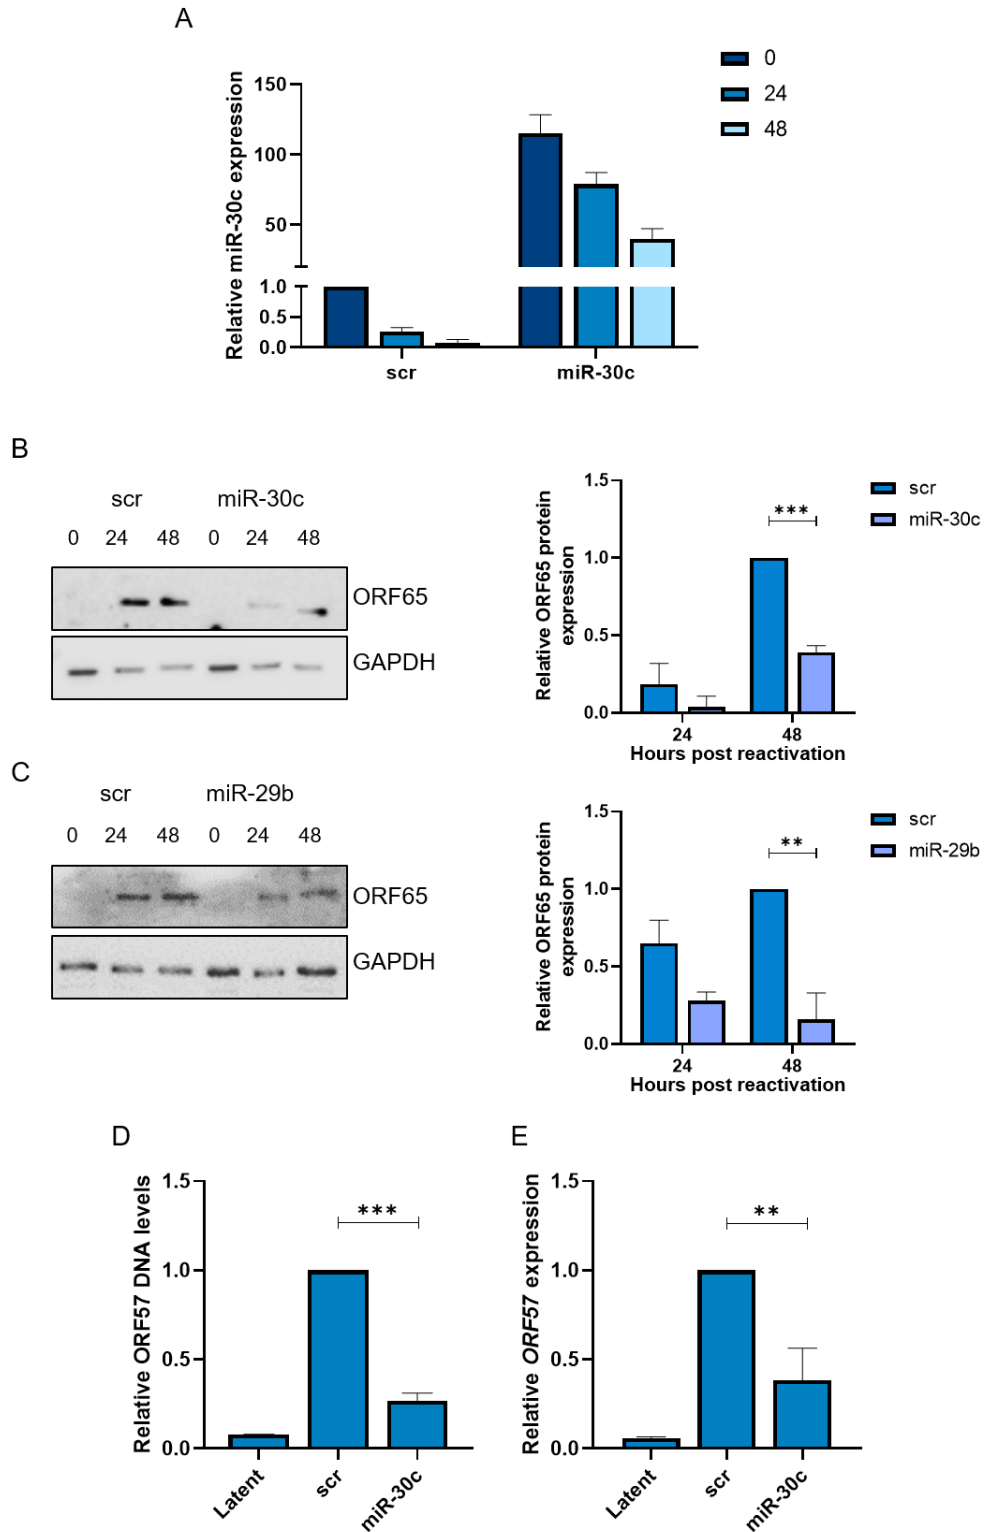 A
0
24
48
Relative miR-30c expression
150
100
50
1.0
0.5
0.0
scr
miR-30c
B
scr miR-30c
0 24 48 0 24 48
ORF65
GAPDH
Relative ORF65 protein
expression
1.5
1.0
0.5
0.0
***
24 48
Hours post reactivation
scr
miR-30c
C
scr miR-29b
0 24 48 0 24 48
ORF65
GAPDH
Relative ORF65 protein
expression
1.5
1.0
0.5
0.0
**
24 48
Hours post reactivation
scr
miR-29b
D
Relative ORF57 DNA levels
1.5
1.0
0.5
0.0
***
Latent
scr
miR-30c
E
Relative ORF57 expression
1.5
1.0
0.5
0.0
**
Latent
scr
miR-30c